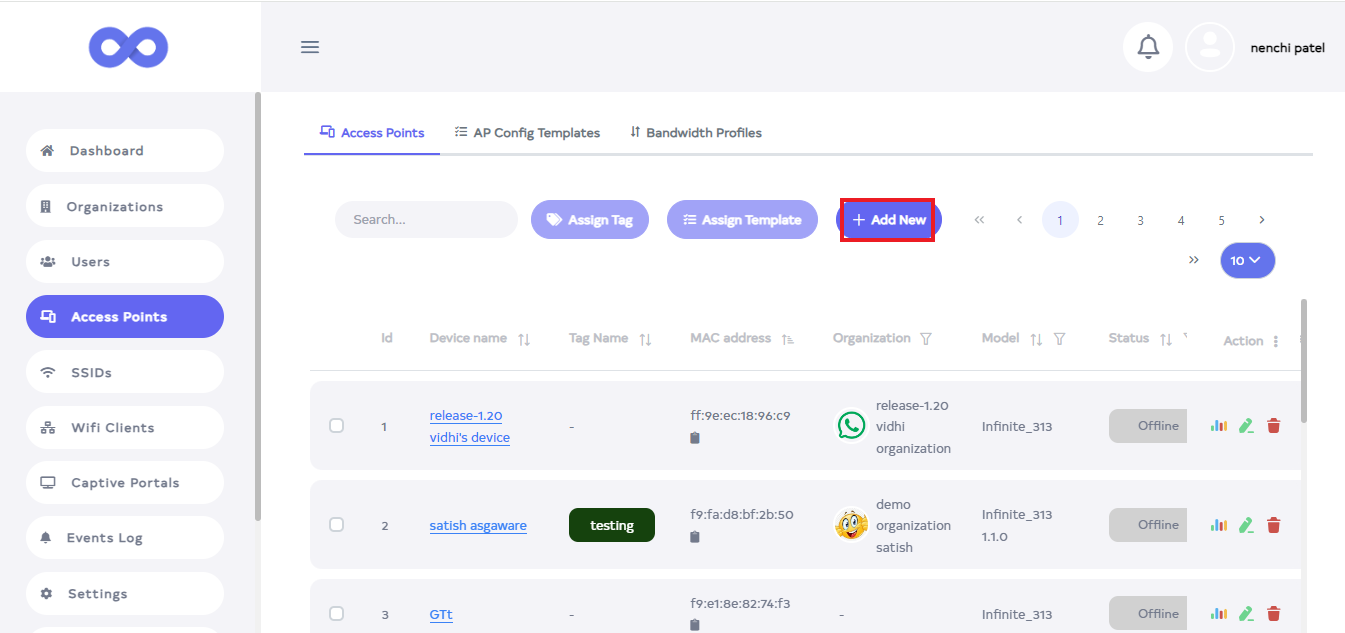 nenchi patel
Dashboard
Organizations
Users
Access Points
SSIDs
Wifi Clients
Captive Portals
Events Log
Settings
Access Points AP Config Templates Bandwidth Profiles
Search... Assign Tag Assign Template + Add New « ‹ 1 2 3 4 5 ›
» 10
Id Device name Tag Name MAC address Organization Model Status Action
1 release-1.20 vidhi's device - ff:9e:ec:18:96:c9 release-1.20 vidhi organization Infinite_313 Offline
2 satish asgaware testing f9:fa:d8:bf:2b:50 demo organization satish Infinite_313 1.1.0 Offline
3 GTt - f9:e1:8e:82:74:f3 - Infinite_313 Offline